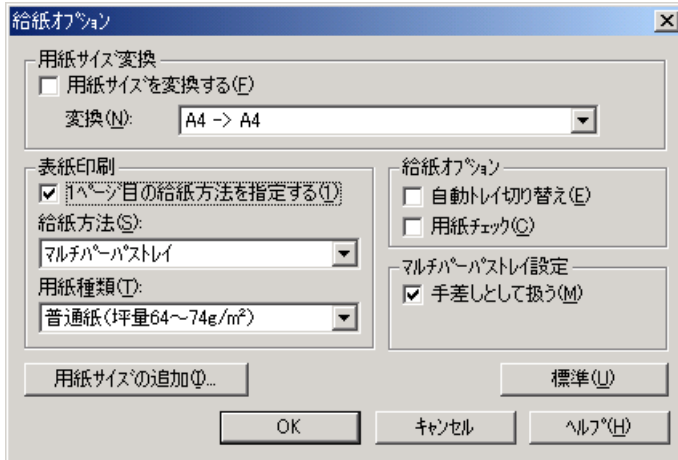 給紙ｵﾌﾟｼｮﾝ
用紙ｻｲｽﾞ変換
用紙ｻｲｽﾞを変換する(F)
変換(N):
A4 -> A4
表紙印刷
1ﾍﾟｰｼﾞ目の給紙方法を指定する(1)
給紙方法(S):
ﾏﾙﾁﾊﾟｰﾊﾟｽﾄﾚｲ
用紙種類(T):
普通紙(坪量64～74g/m²)
給紙ｵﾌﾟｼｮﾝ
自動ﾄﾚｲ切り替え(E)
用紙ﾁｪｯｸ(C)
ﾏﾙﾁﾊﾟｰﾊﾟｽﾄﾚｲ設定
手差しとして扱う(M)
用紙ｻｲｽﾞの追加(I)...
標準(U)
OK
ｷｬﾝｾﾙ
ﾍﾙﾌﾟ(H)